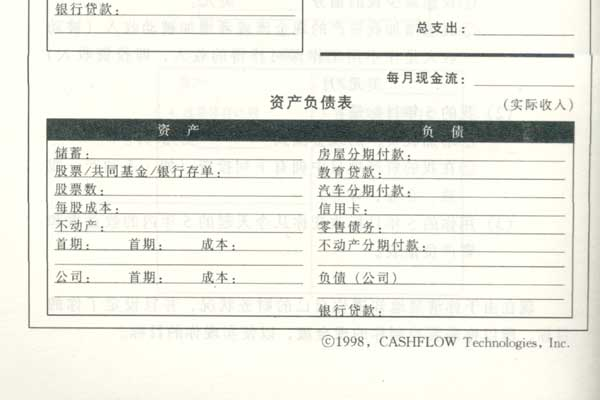 银行贷款：
总支出：
每月现金流：
资产负债表
（实际收入）
资 产 负 债
储蓄： 房屋分期付款：
股票/共同基金/银行存单： 教育贷款：
股票数： 汽车分期付款：
每股成本： 信用卡：
不动产： 零售债务：
首期： 首期： 成本： 不动产分期付款：
公司： 首期： 成本： 负债（公司）
银行贷款：
©1998，CASHFLOW Technologies，Inc.